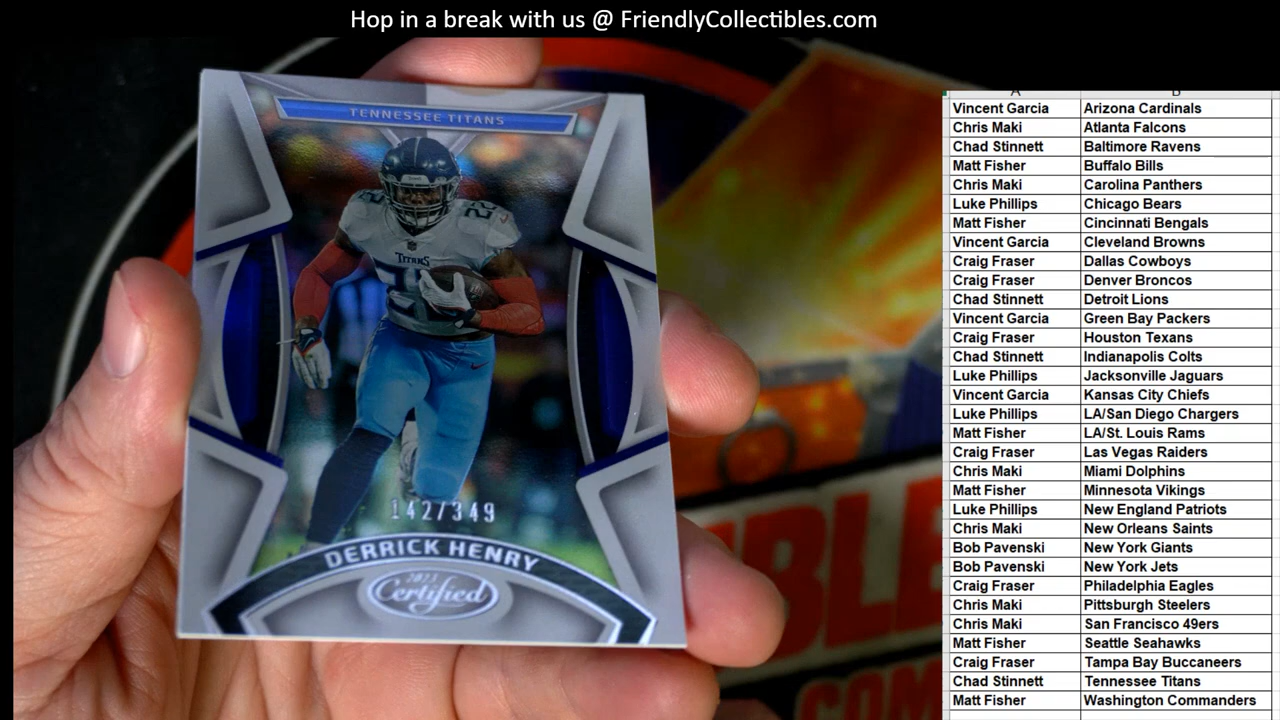 Hop in a break with us @ FriendlyCollectibles.com
TENNESSEE TITANS
TITANS
142/349
DERRICK HENRY
2023
Certified
A B
Vincent Garcia Arizona Cardinals
Chris Maki Atlanta Falcons
Chad Stinnett Baltimore Ravens
Matt Fisher Buffalo Bills
Chris Maki Carolina Panthers
Luke Phillips Chicago Bears
Matt Fisher Cincinnati Bengals
Vincent Garcia Cleveland Browns
Craig Fraser Dallas Cowboys
Craig Fraser Denver Broncos
Chad Stinnett Detroit Lions
Vincent Garcia Green Bay Packers
Craig Fraser Houston Texans
Chad Stinnett Indianapolis Colts
Luke Phillips Jacksonville Jaguars
Vincent Garcia Kansas City Chiefs
Luke Phillips LA/San Diego Chargers
Matt Fisher LA/St. Louis Rams
Craig Fraser Las Vegas Raiders
Chris Maki Miami Dolphins
Matt Fisher Minnesota Vikings
Luke Phillips New England Patriots
Chris Maki New Orleans Saints
Bob Pavenski New York Giants
Bob Pavenski New York Jets
Craig Fraser Philadelphia Eagles
Chris Maki Pittsburgh Steelers
Chris Maki San Francisco 49ers
Matt Fisher Seattle Seahawks
Craig Fraser Tampa Bay Buccaneers
Chad Stinnett Tennessee Titans
Matt Fisher Washington Commanders